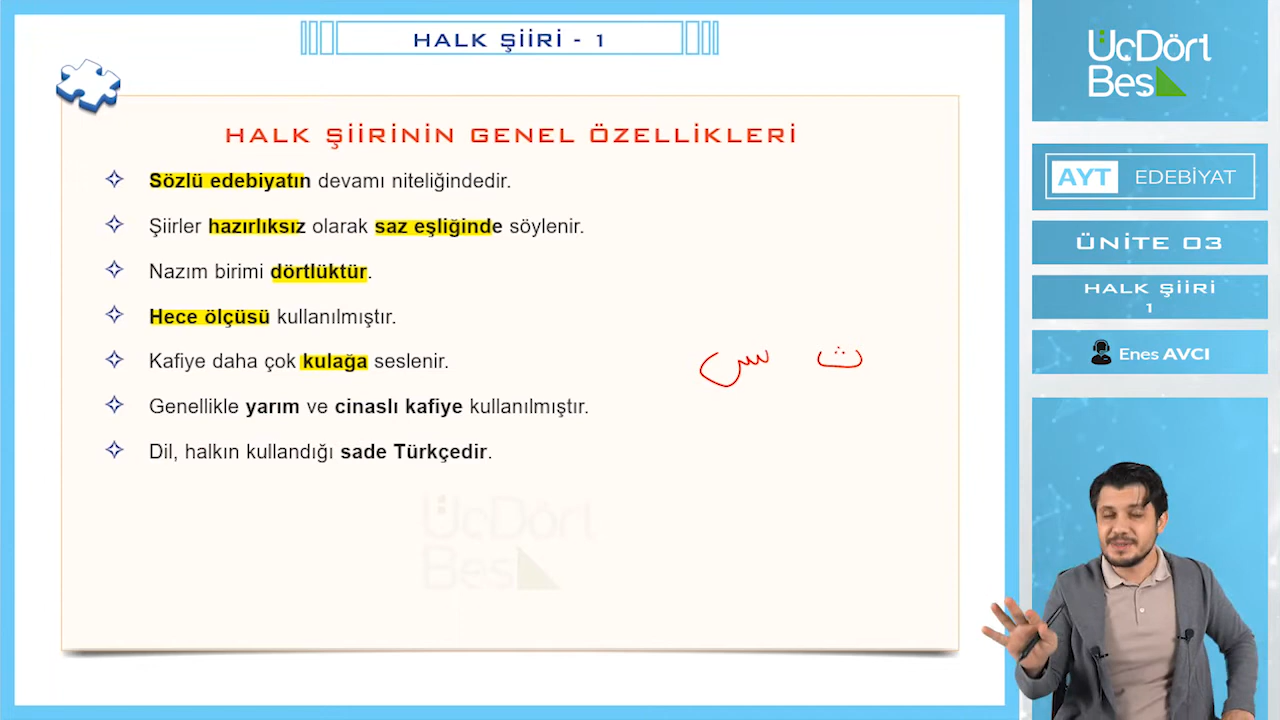 HALK ŞİİRİ - 1
HALK ŞİİRİNİN GENEL ÖZELLİKLERİ
Sözlü edebiyatın devamı niteliğindedir.
Şiirler hazırlıksız olarak saz eşliğinde söylenir.
Nazım birimi dörtlüktür.
Hece ölçüsü kullanılmıştır.
Kafiye daha çok kulağa seslenir.
س ث
Genellikle yarım ve cinaslı kafiye kullanılmıştır.
Dil, halkın kullandığı sade Türkçedir.
ÜçDört
Beş
ÜçDört
Beş
AYT EDEBİYAT
ÜNİTE 03
HALK ŞİİRİ
1
Enes AVCI